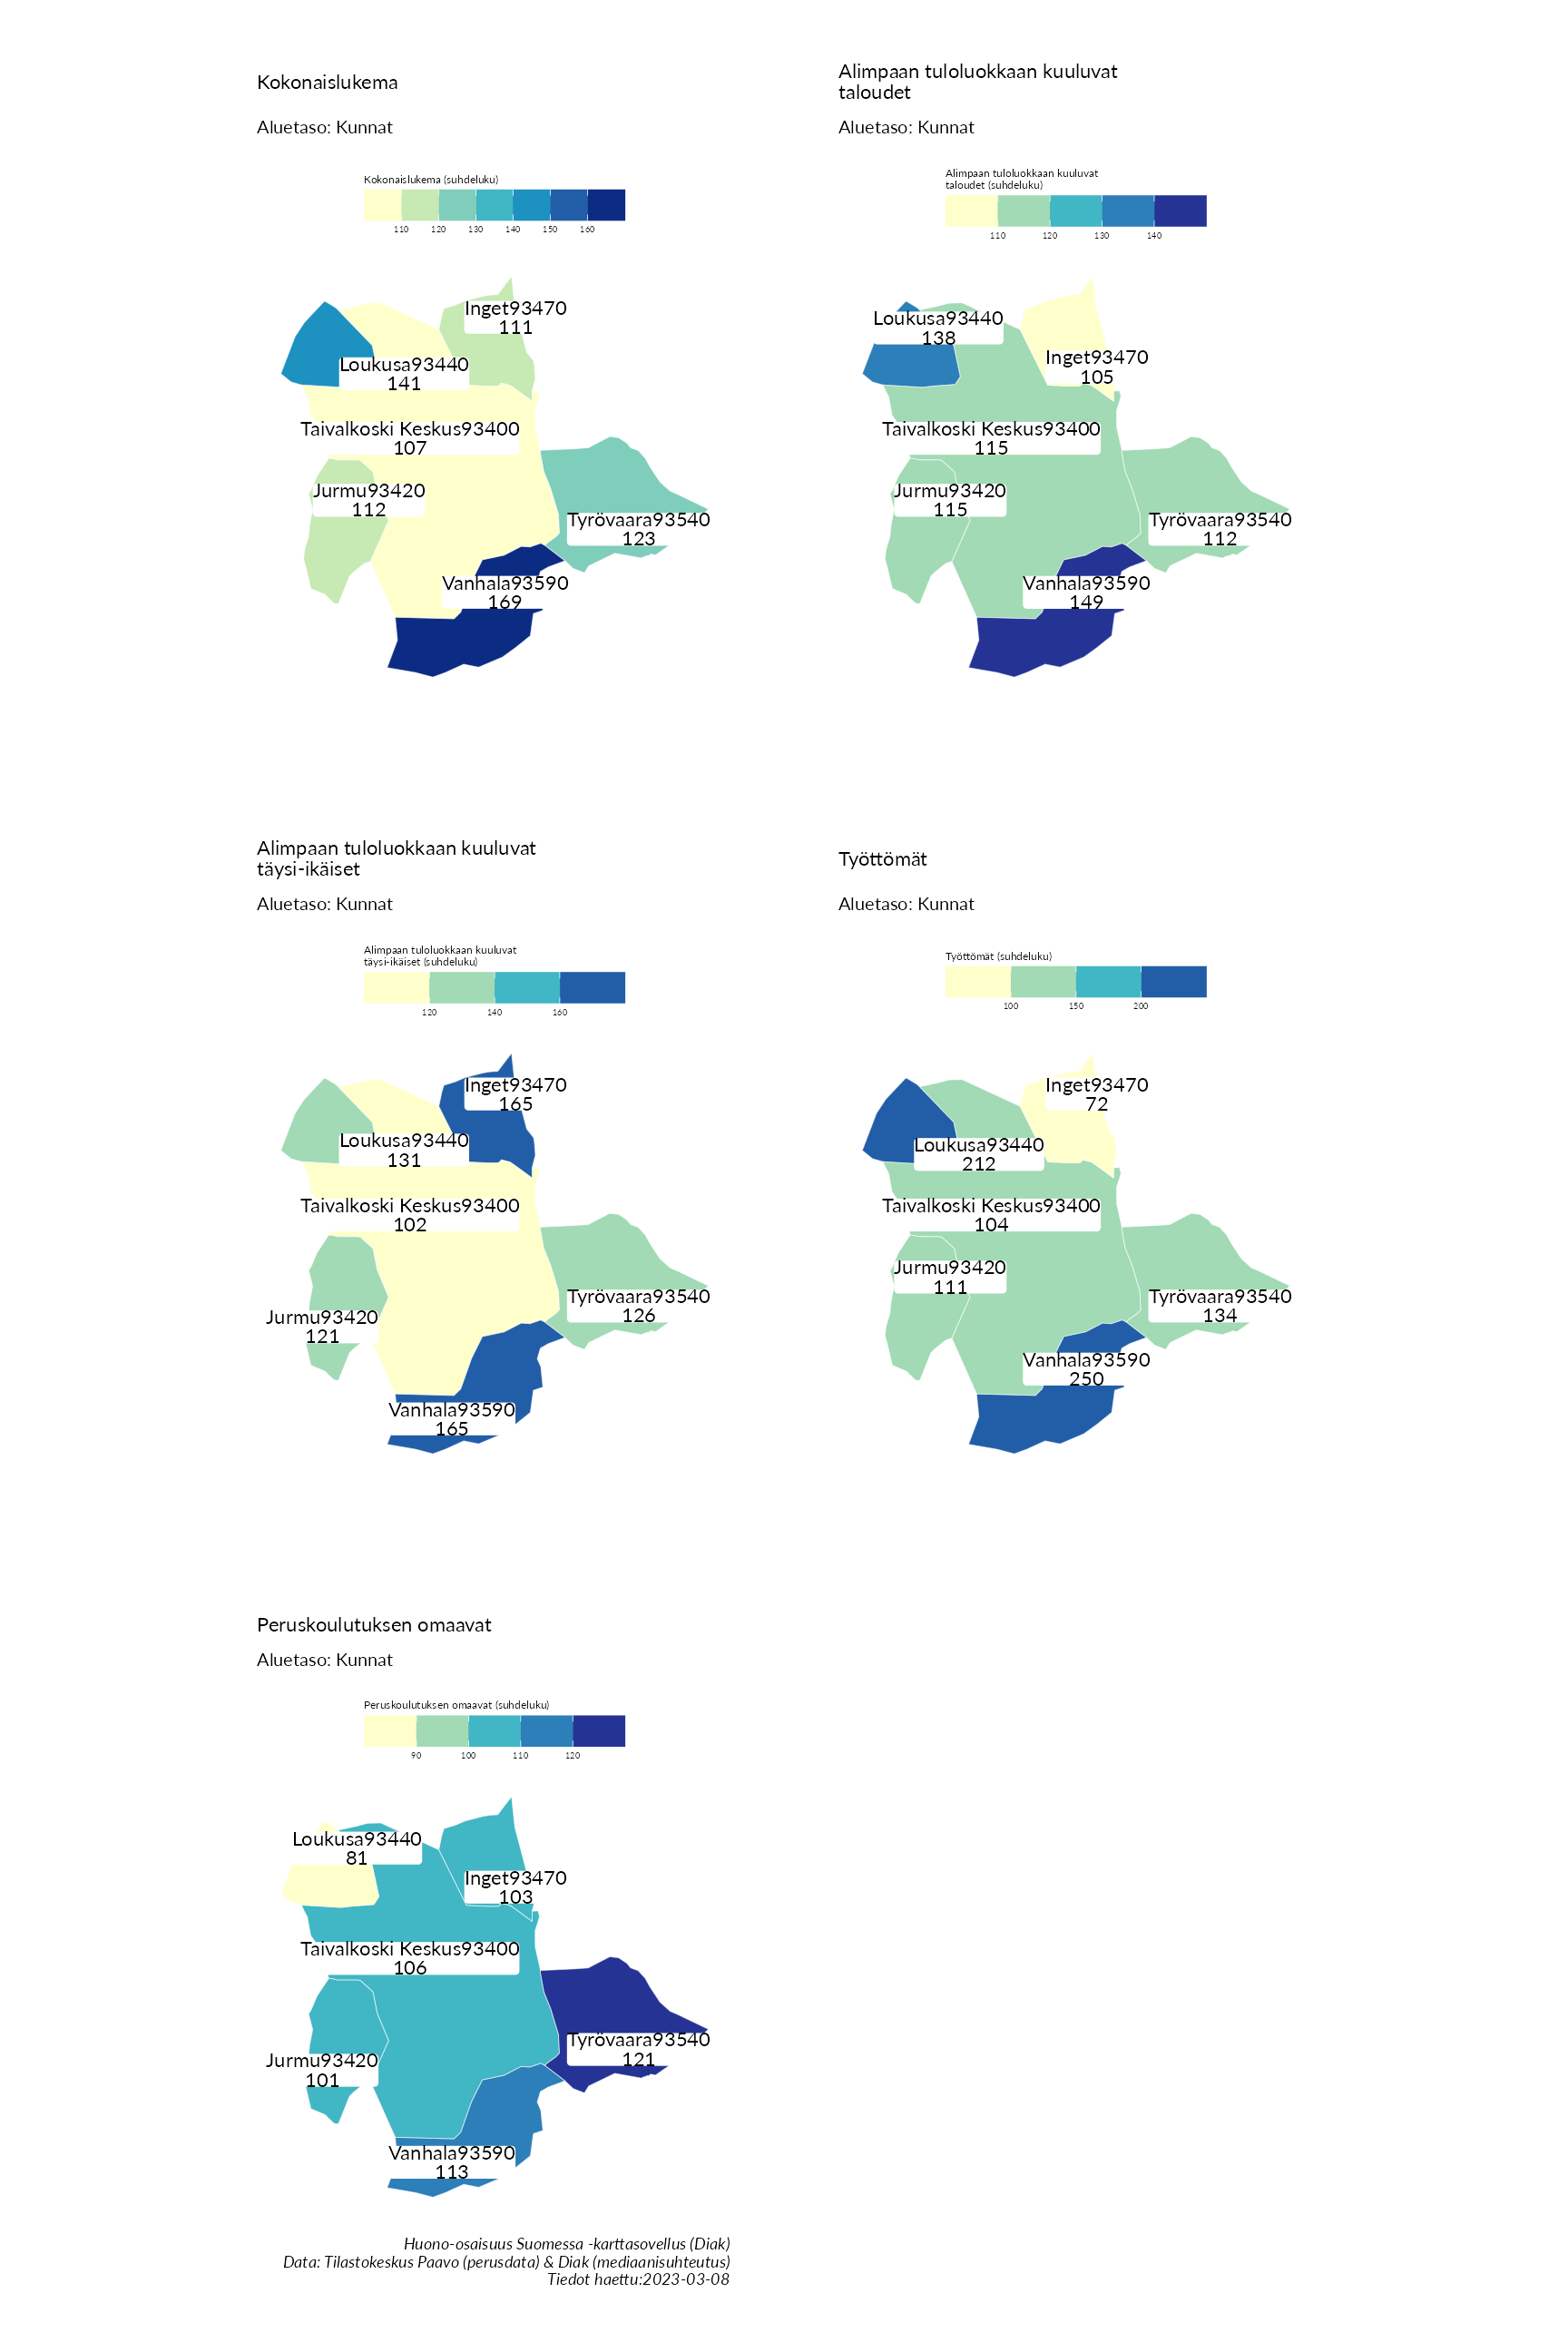 Kokonaislukema
Aluetaso: Kunnat
Kokonaislukema (suhdeluku)
110 120 130 140 150 160
Inget93470
111
Loukusa93440
141
Taivalkoski Keskus93400
107
Jurmu93420
112
Tyrövaara93540
123
Vanhala93590
169
Alimpaan tuloluokkaan kuuluvat
taloudet
Aluetaso: Kunnat
Alimpaan tuloluokkaan kuuluvat
taloudet (suhdeluku)
110 120 130 140
Loukusa93440
138
Inget93470
105
Taivalkoski Keskus93400
115
Jurmu93420
115
Tyrövaara93540
112
Vanhala93590
149
Alimpaan tuloluokkaan kuuluvat
täysi-ikäiset
Aluetaso: Kunnat
Alimpaan tuloluokkaan kuuluvat
täysi-ikäiset (suhdeluku)
120 140 160
Inget93470
165
Loukusa93440
131
Taivalkoski Keskus93400
102
Tyrövaara93540
126
Jurmu93420
121
Vanhala93590
165
Työttömät
Aluetaso: Kunnat
Työttömät (suhdeluku)
100 150 200
Inget93470
72
Loukusa93440
212
Taivalkoski Keskus93400
104
Jurmu93420
111
Tyrövaara93540
134
Vanhala93590
250
Peruskoulutuksen omaavat
Aluetaso: Kunnat
Peruskoulutuksen omaavat (suhdeluku)
90 100 110 120
Loukusa93440
81
Inget93470
103
Taivalkoski Keskus93400
106
Tyrövaara93540
121
Jurmu93420
101
Vanhala93590
113
Huono-osaisuus Suomessa -karttasovellus (Diak)
Data: Tilastokeskus Paavo (perusdata) & Diak (mediaanisuhteutus)
Tiedot haettu:2023-03-08